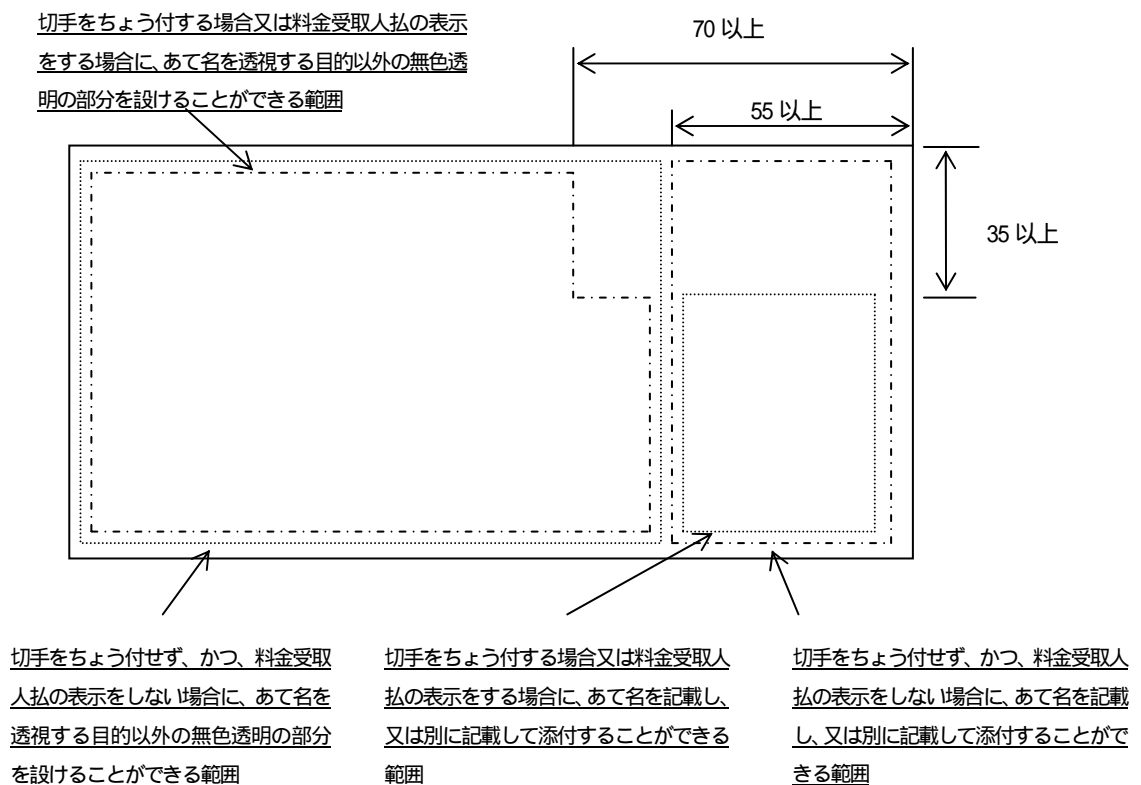 切手をちょう付する場合又は料金受取人払の表示
をする場合に、あて名を透視する目的以外の無色透
明の部分を設けることができる範囲
70 以上
55 以上
35 以上
切手をちょう付せず、かつ、料金受取
人払の表示をしない場合に、あて名を
透視する目的以外の無色透明の部分
を設けることができる範囲
切手をちょう付する場合又は料金受取人
払の表示をする場合に、あて名を記載し、
又は別に記載して添付することができる
範囲
切手をちょう付せず、かつ、料金受取人
払の表示をしない場合に、あて名を記載
し、又は別に記載して添付することがで
きる範囲